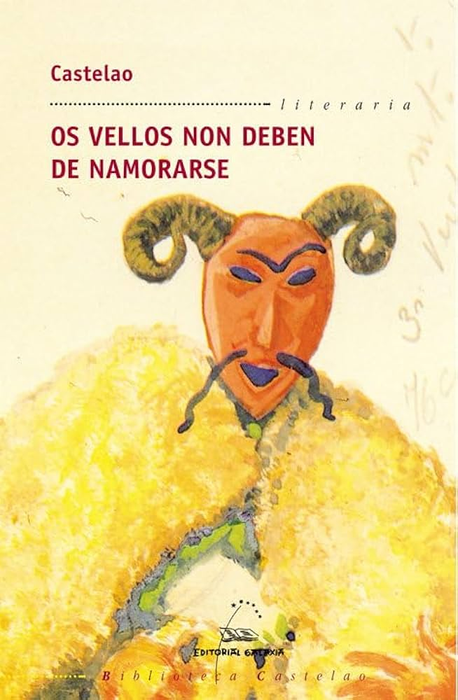 Castelao
literaria
OS VELLOS NON DEBEN
DE NAMORARSE
EDITORIAL GALAXIA
Biblioteca Castelao